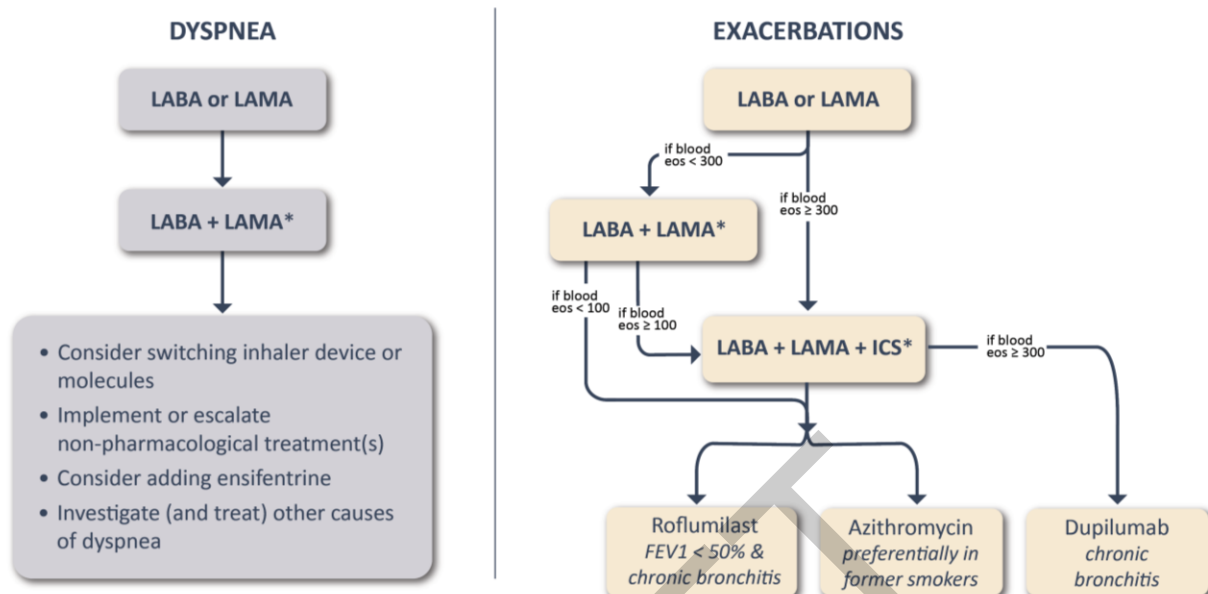 DYSPNEA
LABA or LAMA
LABA + LAMA*
• Consider switching inhaler device or
molecules
• Implement or escalate
non-pharmacological treatment(s)
• Consider adding ensifentrine
• Investigate (and treat) other causes
of dyspnea
EXACERBATIONS
LABA or LAMA
if blood
eos < 300
if blood
eos ≥ 300
LABA + LAMA*
if blood
eos < 100
if blood
eos ≥ 100
LABA + LAMA + ICS*
if blood
eos ≥ 300
Roflumilast
FEV1 < 50% &
chronic bronchitis
Azithromycin
preferentially in
former smokers
Dupilumab
chronic
bronchitis